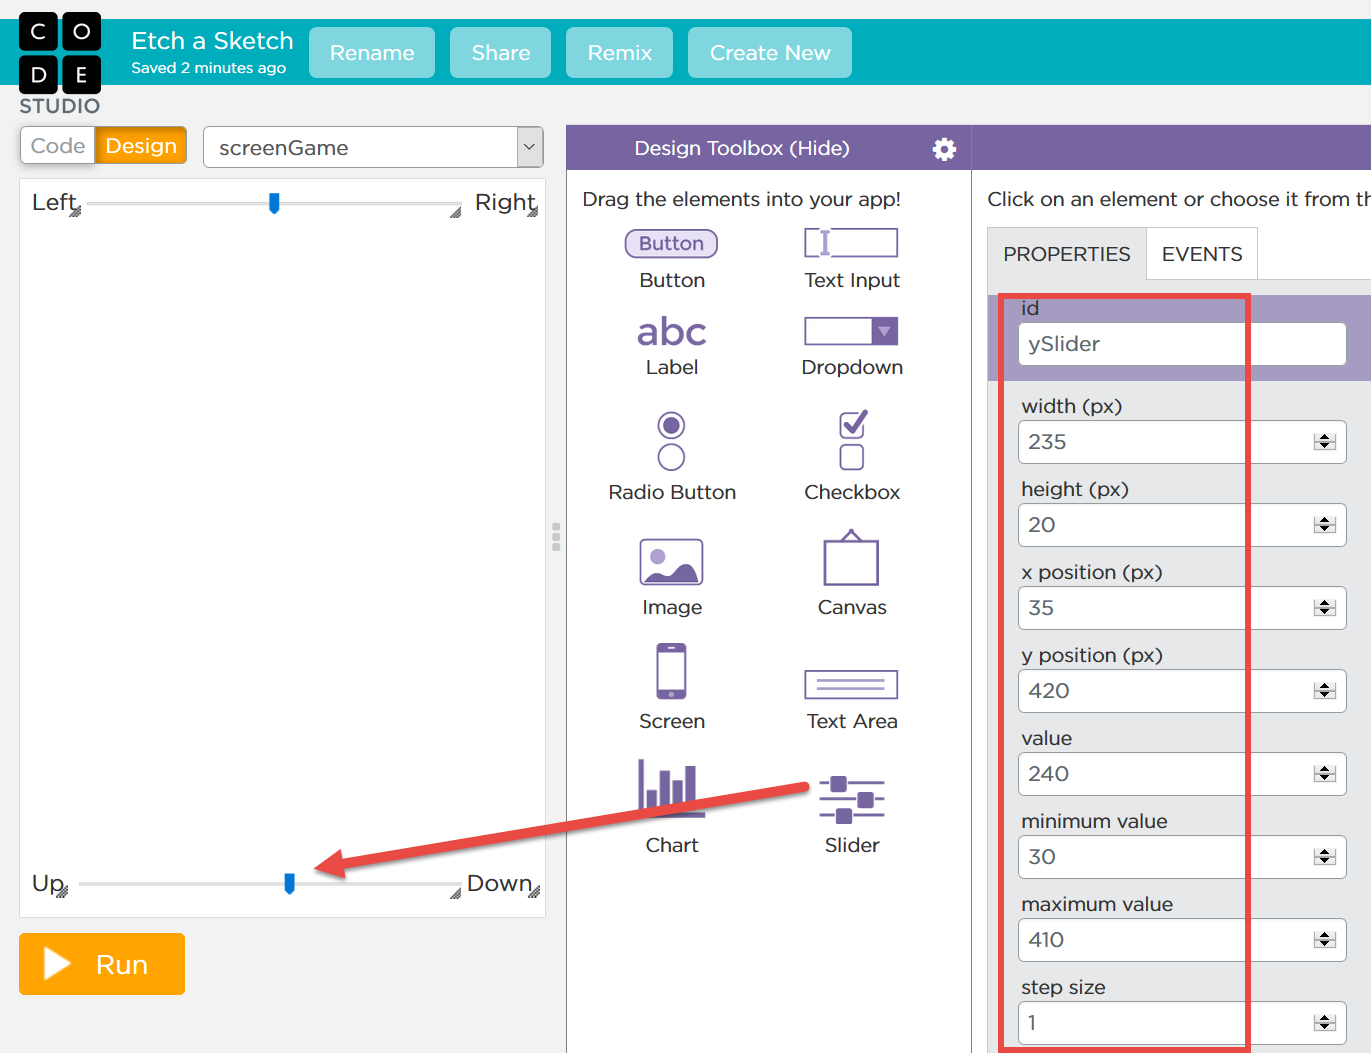 CODE
STUDIO
Etch a Sketch
Saved 2 minutes ago
Rename
Share
Remix
Create New
Code
Design
screenGame
Left
Right
Up
Down
Run
Design Toolbox (Hide)
Drag the elements into your app!
Button
Button
Text Input
abc
Label
Dropdown
Radio Button
Checkbox
Image
Canvas
Screen
Text Area
Chart
Slider
Click on an element or choose it from th
PROPERTIES
EVENTS
id
ySlider
width (px)
235
height (px)
20
x position (px)
35
y position (px)
420
value
240
minimum value
30
maximum value
410
step size
1